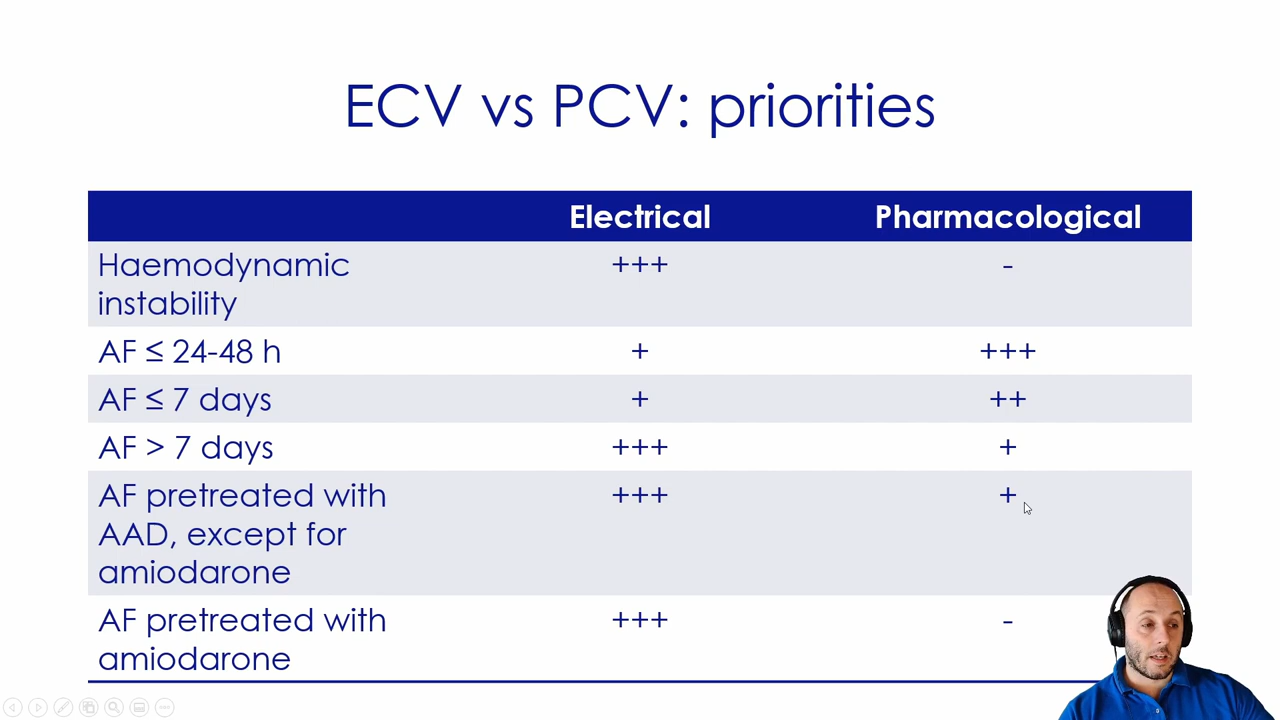 ECV vs PCV: priorities
Electrical Pharmacological
Haemodynamic instability +++ -
AF ≤ 24-48 h + +++
AF ≤ 7 days + ++
AF > 7 days +++ +
AF pretreated with +++ +
AAD, except for
amiodarone
AF pretreated with +++ -
amiodarone